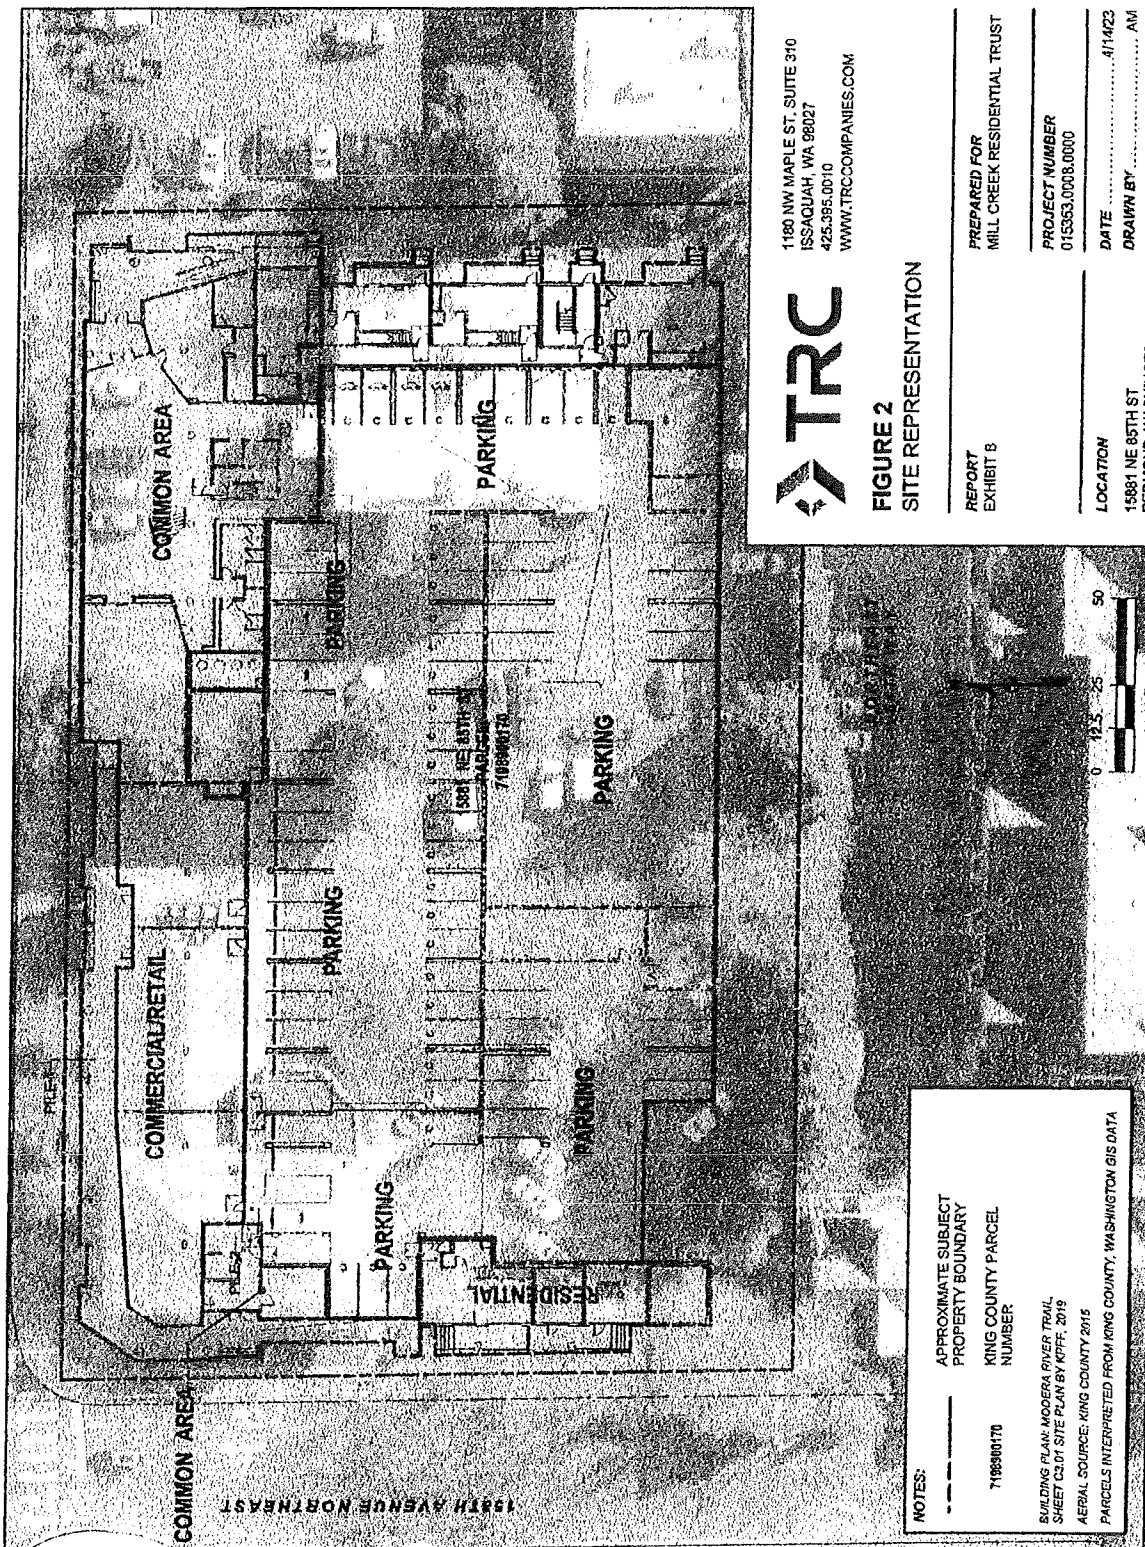 COMMON AREA
COMMON AREA
COMMERCIAL/RETAIL
PARKING
PARKING
PARKING
PARKING
PARKING
PARKING
RESIDENTIAL
PARCEL
7198900170
TRC
1180 NW MAPLE ST, SUITE 310
ISSAQUAH, WA 98027
425.395.0010
WWW.TRCCOMPANIES.COM
FIGURE 2
SITE REPRESENTATION
REPORT
EXHIBIT B
PREPARED FOR
MILL CREEK RESIDENTIAL TRUST
PROJECT NUMBER
015353.0008.0000
LOCATION
15881 NE 85TH ST
DATE .................. 4/14/23
DRAWN BY .................. AM
0 12.5 25 50
NOTES:
APPROXIMATE SUBJECT
PROPERTY BOUNDARY
7198900170
KING COUNTY PARCEL
NUMBER
BUILDING PLAN: MODERA RIVER TRAIL,
SHEET C3.01 SITE PLAN BY KPFF, 2019
AERIAL SOURCE: KING COUNTY 2015
PARCELS INTERPRETED FROM KING COUNTY, WASHINGTON GIS DATA